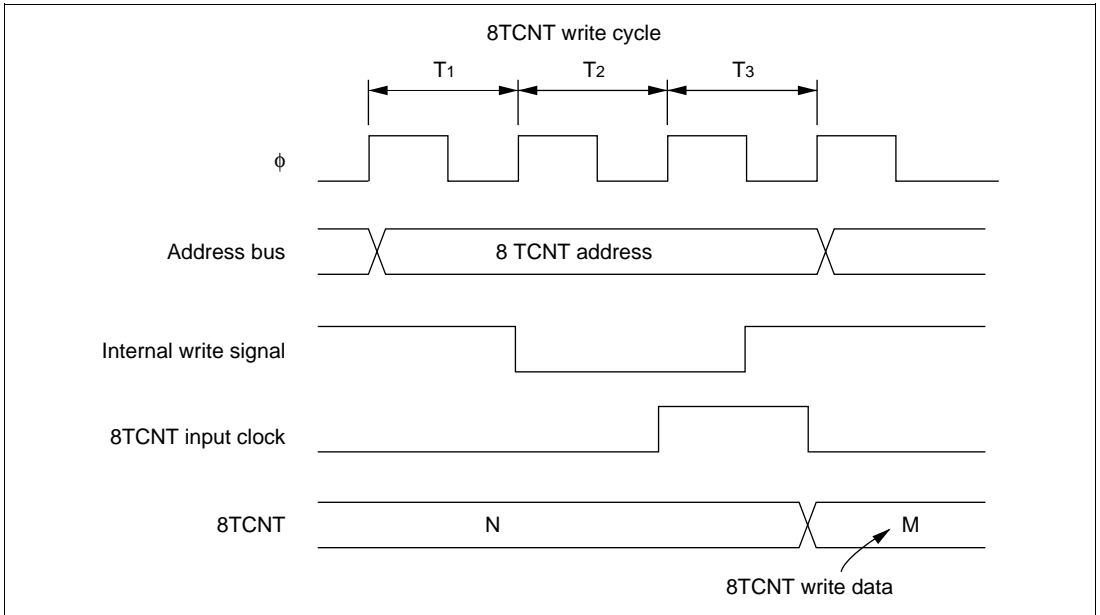 8TCNT write cycle
T1 T2 T3
φ
Address bus
8 TCNT address
Internal write signal
8TCNT input clock
8TCNT
N
M
8TCNT write data